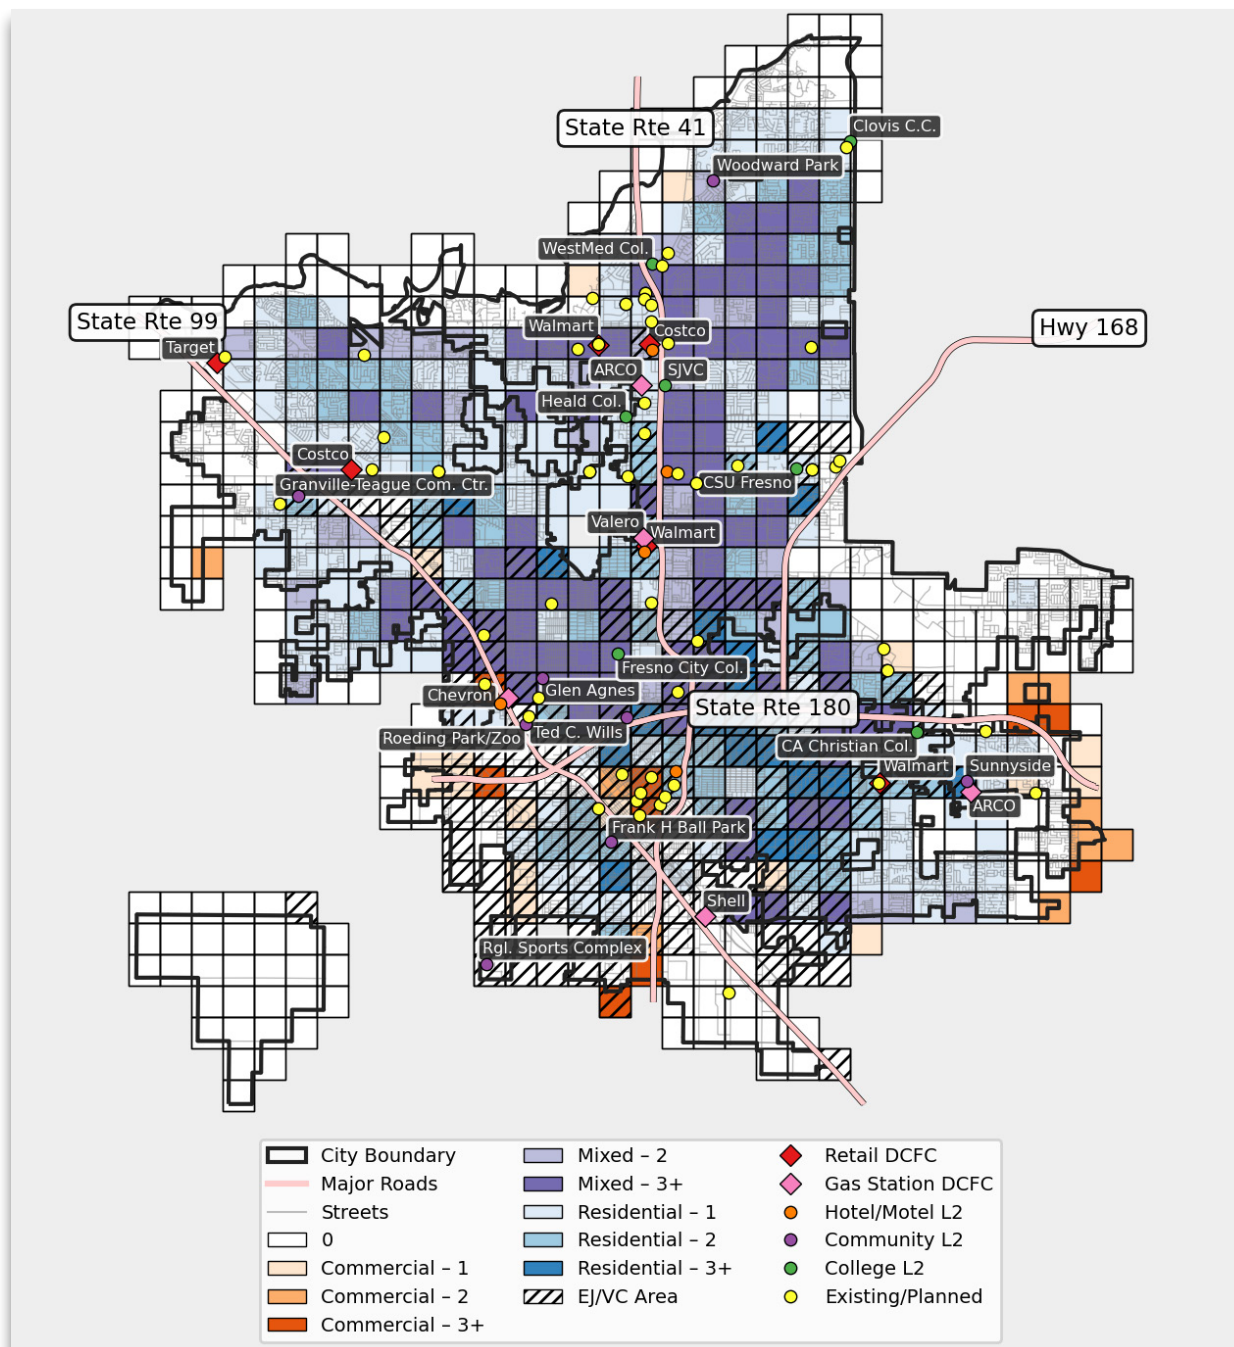 State Rte 41
Clovis C.C.
Woodward Park
WestMed Col.
State Rte 99
Target
Walmart
Costco
Hwy 168
ARCO
SJVC
Heald Col.
Costco
Granville-Teague Com. Ctr.
CSU Fresno
Valero
Walmart
Fresno City Col.
Chevron
Glen Agnes
State Rte 180
Roeding Park/Zoo
Ted C. Wills
CA Christian Col.
Walmart
Sunnyside
ARCO
Frank H Ball Park
Shell
Rgl. Sports Complex
City Boundary
Major Roads
Streets
0
Commercial – 1
Commercial – 2
Commercial – 3+
Mixed – 2
Mixed – 3+
Residential – 1
Residential – 2
Residential – 3+
EJ/VC Area
Retail DCFC
Gas Station DCFC
Hotel/Motel L2
Community L2
College L2
Existing/Planned